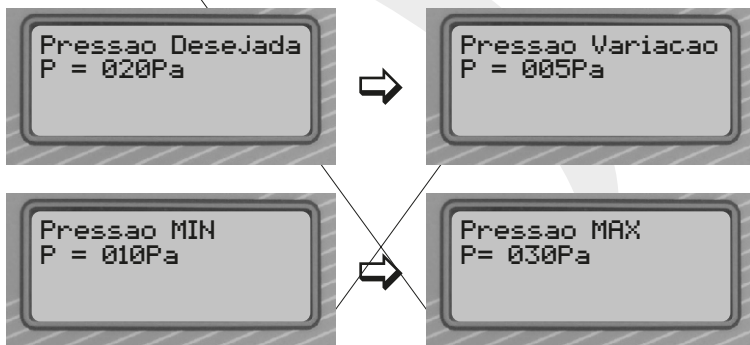 Pressao Desejada
P = 020Pa
Pressao Variacao
P = 005Pa
Pressao MIN
P = 010Pa
Pressao MAX
P= 030Pa